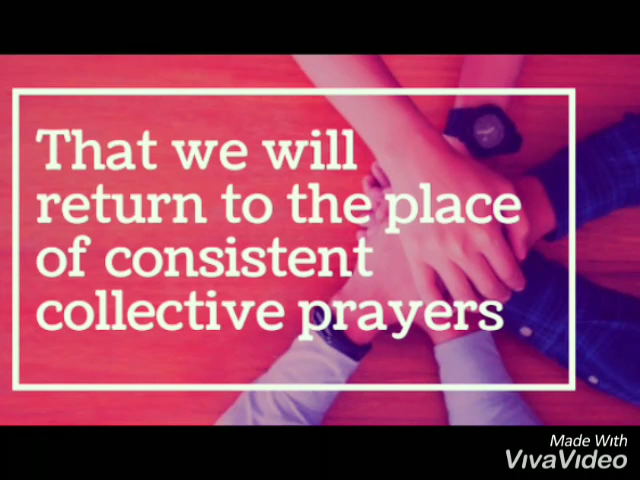 That we will
return to the place
of consistent
collective prayers
Made With
VivaVideo